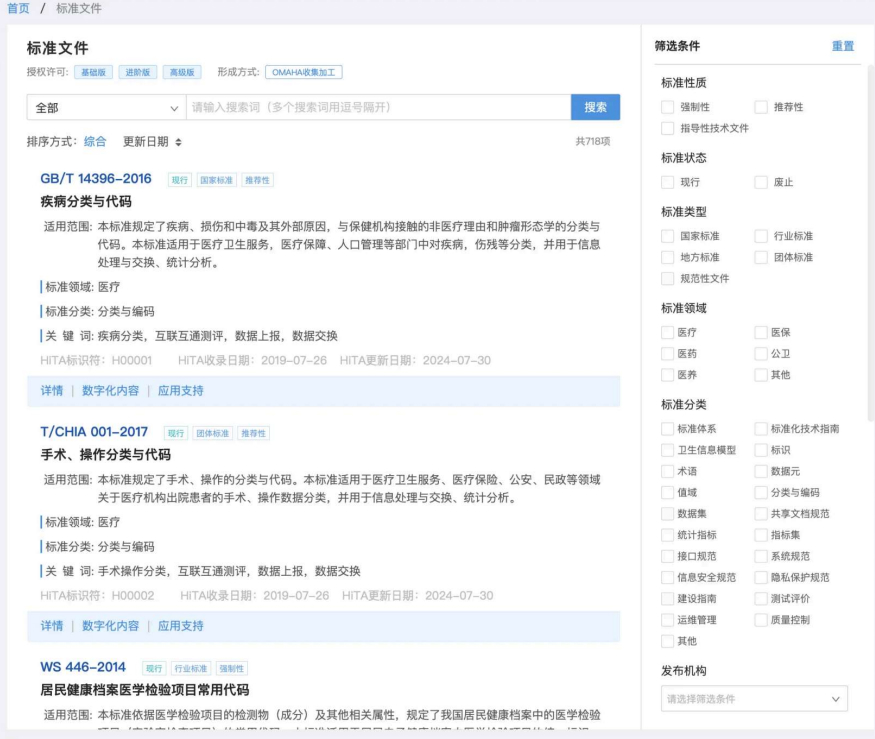 首页 / 标准文件
标准文件
授权许可: 基础版 进阶版 高级版 形成方式: OMAHA收集加工
全部 请输入搜索词（多个搜索词用逗号隔开） 搜索
排序方式: 综合 更新日期 共718项
GB/T 14396-2016 现行 国家标准 推荐性
疾病分类与代码
适用范围: 本标准规定了疾病、损伤和中毒及其外部原因，与保健机构接触的非医疗理由和肿瘤形态学的分类与
代码。本标准适用于医疗卫生服务，医疗保障、人口管理等部门中对疾病，伤残等分类，并用于信息
处理与交换、统计分析。
标准领域: 医疗
标准分类: 分类与编码
关 键 词: 疾病分类，互联互通测评，数据上报，数据交换
HiTA标识符: H00001 HiTA收录日期: 2019-07-26 HiTA更新日期: 2024-07-30
详情 | 数字化内容 | 应用支持
T/CHIA 001-2017 现行 团体标准 推荐性
手术、操作分类与代码
适用范围: 本标准规定了手术、操作的分类与代码。本标准适用于医疗卫生服务、医疗保险、公安、民政等领域
关于医疗机构出院患者的手术、操作数据分类，并用于信息处理与交换、统计分析。
标准领域: 医疗
标准分类: 分类与编码
关 键 词: 手术操作分类，互联互通测评，数据上报，数据交换
HiTA标识符: H00002 HiTA收录日期: 2019-07-26 HiTA更新日期: 2024-07-30
详情 | 数字化内容 | 应用支持
WS 446-2014 现行 行业标准 强制性
居民健康档案医学检验项目常用代码
适用范围: 本标准依据医学检验项目的检测物（成分）及其他相关属性，规定了我国居民健康档案中的医学检验
筛选条件 重置
标准性质
强制性 推荐性
指导性技术文件
标准状态
现行 废止
标准类型
国家标准 行业标准
地方标准 团体标准
规范性文件
标准领域
医疗 医保
医药 公卫
医养 其他
标准分类
标准体系 标准化技术指南
卫生信息模型 标识
术语 数据元
值域 分类与编码
数据集 共享文档规范
统计指标 指标集
接口规范 系统规范
信息安全规范 隐私保护规范
建设指南 测试评价
运维管理 质量控制
其他
发布机构
请选择筛选条件